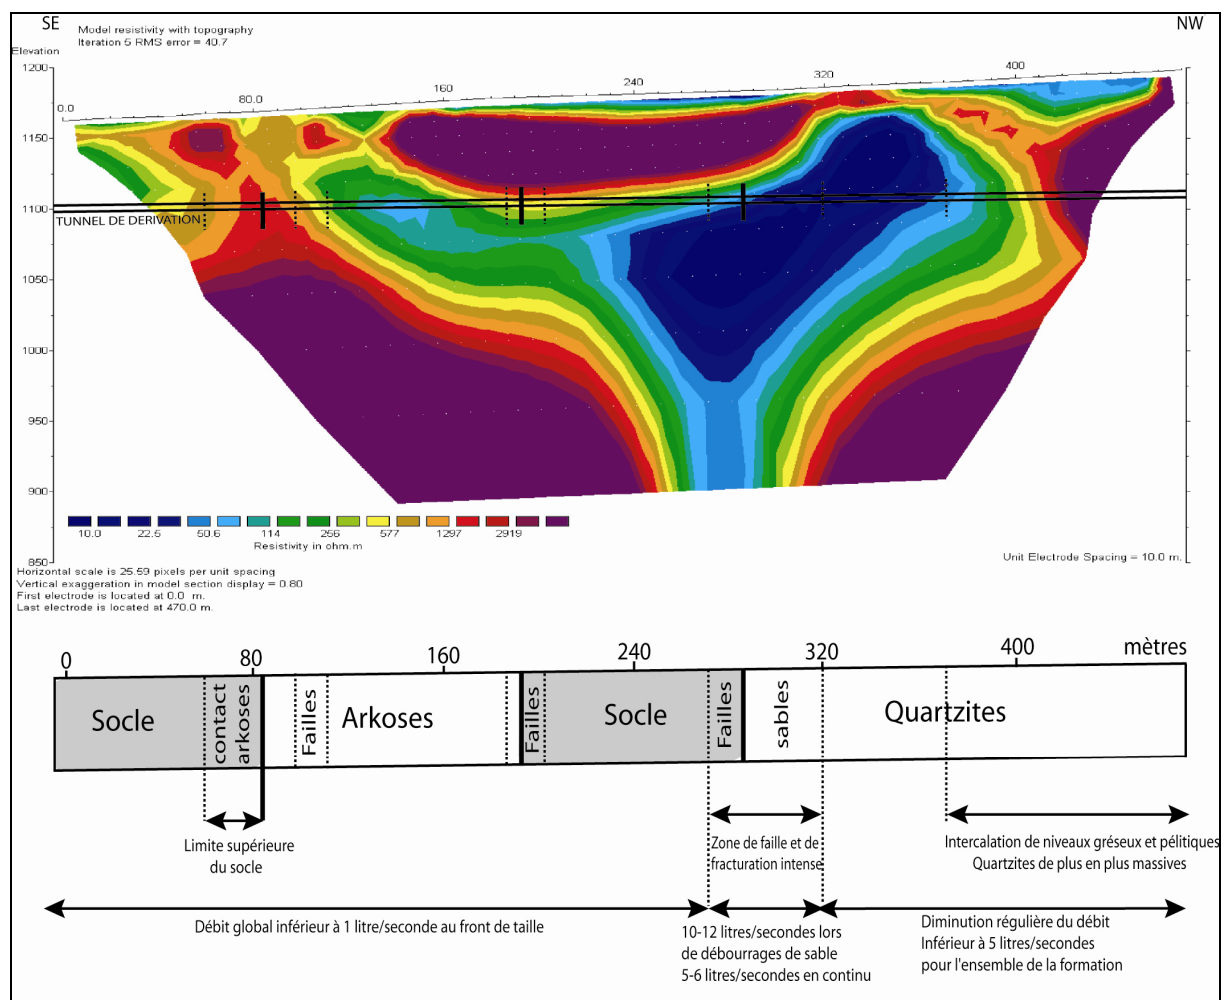 SE
NW
Model resistivity with topography
Iteration 5 RMS error = 40.7
Elevation
1200
1150
1100
1050
1000
950
900
850
0.0
80.0
160
240
320
400
TUNNEL DE DERIVATION
10.0 22.5 50.6 114 256 577 1297 2919
Resistivity in ohm.m
Unit Electrode Spacing = 10.0 m.
Horizontal scale is 25.59 pixels per unit spacing
Vertical exaggeration in model section display = 0.80
First electrode is located at 0.0 m.
Last electrode is located at 470.0 m.
0 80 160 240 320 400 mètres
Socle
contact
arkoses
Failles
Arkoses
Failles
Socle
Failles
sables
Quartzites
Limite supérieure
du socle
Zone de faille et de
fracturation intense
Intercalation de niveaux gréseux et pélitiques
Quartzites de plus en plus massives
Débit global inférieur à 1 litre/seconde au front de taille
10-12 litres/secondes lors
de débourrages de sable
5-6 litres/secondes en continu
Diminution régulière du débit
Inférieur à 5 litres/secondes
pour l'ensemble de la formation